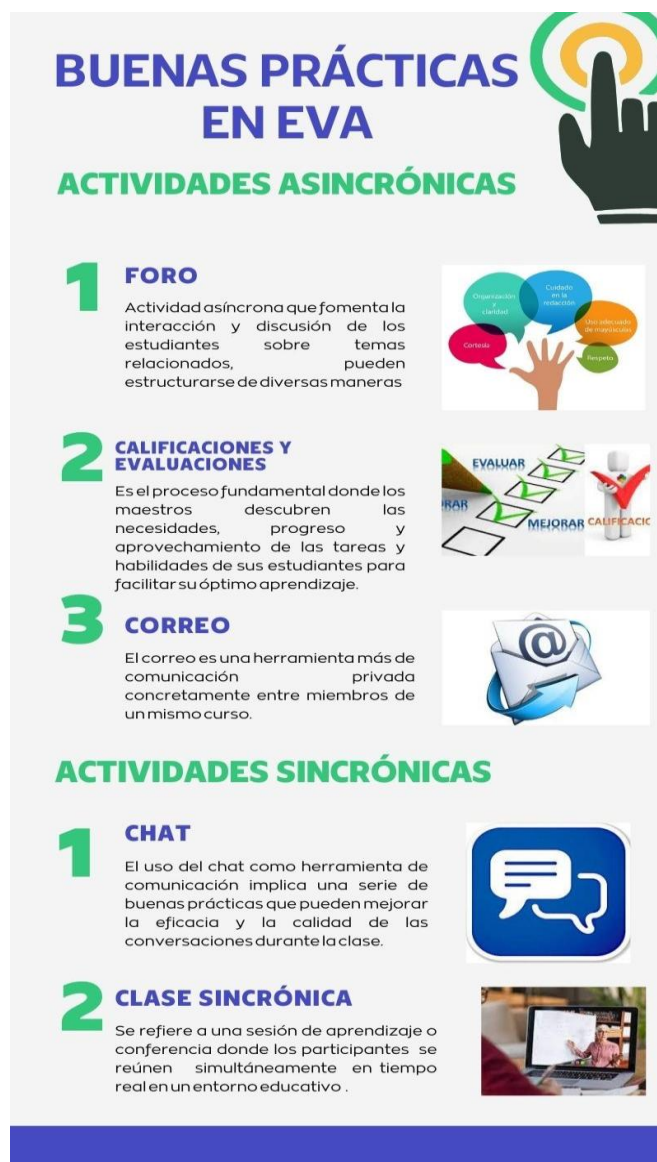 BUENAS PRÁCTICAS
EN EVA
ACTIVIDADES ASINCRÓNICAS
1
FORO
Actividad asíncrona que fomenta la
interacción y discusión de los
estudiantes sobre temas
relacionados, pueden
estructurarse de diversas maneras
Organización
y
claridad
Cuidado
en la
redacción
Uso adecuado
de mayúsculas
Cortesía
Respeto
2
CALIFICACIONES Y
EVALUACIONES
Es el proceso fundamental donde los
maestros descubren las
necesidades, progreso y
aprovechamiento de las tareas y
habilidades de sus estudiantes para
facilitar su óptimo aprendizaje.
EVALUAR
RAR
MEJORAR
CALIFICACIO
3
CORREO
El correo es una herramienta más de
comunicación privada
concretamente entre miembros de
un mismo curso.
@
ACTIVIDADES SINCRÓNICAS
1
CHAT
El uso del chat como herramienta de
comunicación implica una serie de
buenas prácticas que pueden mejorar
la eficacia y la calidad de las
conversaciones durante la clase.
2
CLASE SINCRÓNICA
Se refiere a una sesión de aprendizaje o
conferencia donde los participantes se
reúnen simultáneamente en tiempo
real en un entorno educativo .